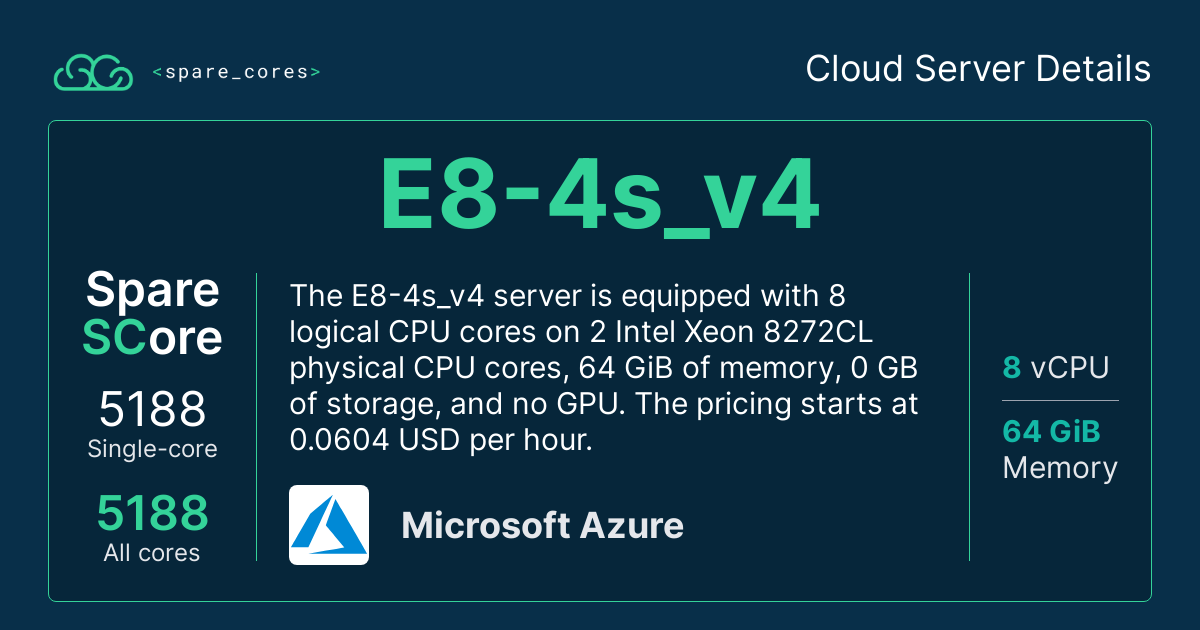 <spare_cores>
Cloud Server Details
E8-4s_v4
Spare
SCore
5188
Single-core
5188
All cores
The E8-4s_v4 server is equipped with 8
logical CPU cores on 2 Intel Xeon 8272CL
physical CPU cores, 64 GiB of memory, 0 GB
of storage, and no GPU. The pricing starts at
0.0604 USD per hour.
Microsoft Azure
8 vCPU
64 GiB
Memory